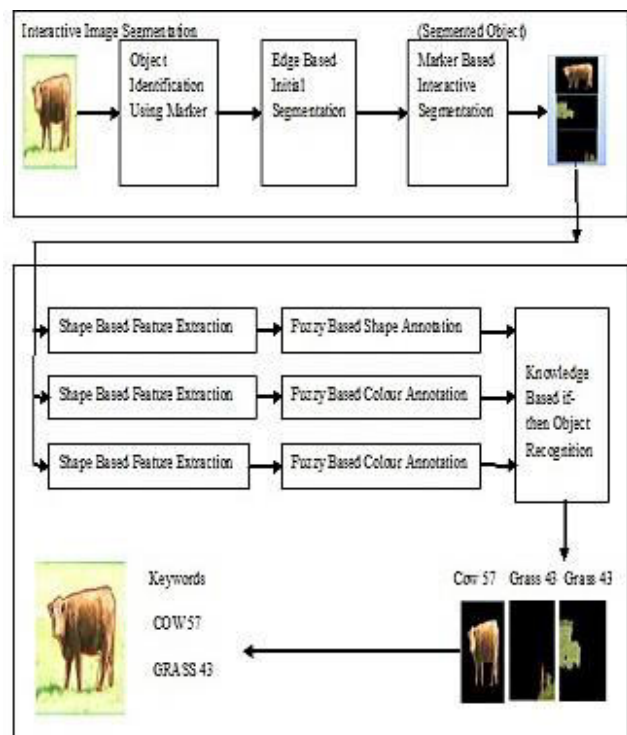 Interactive Image Segmentation
(Segmented Object)
Object
Identification
Using Marker
Edge Based
Initial
Segmentation
Marker Based
Interactive
Segmentation
Shape Based Feature Extraction
Fuzzy Based Shape Annotation
Shape Based Feature Extraction
Fuzzy Based Colour Annotation
Shape Based Feature Extraction
Fuzzy Based Colour Annotation
Knowledge
Based if-
then Object
Recognition
Cow 57 Grass 43 Grass 43
Keywords
COW 57
GRASS 43